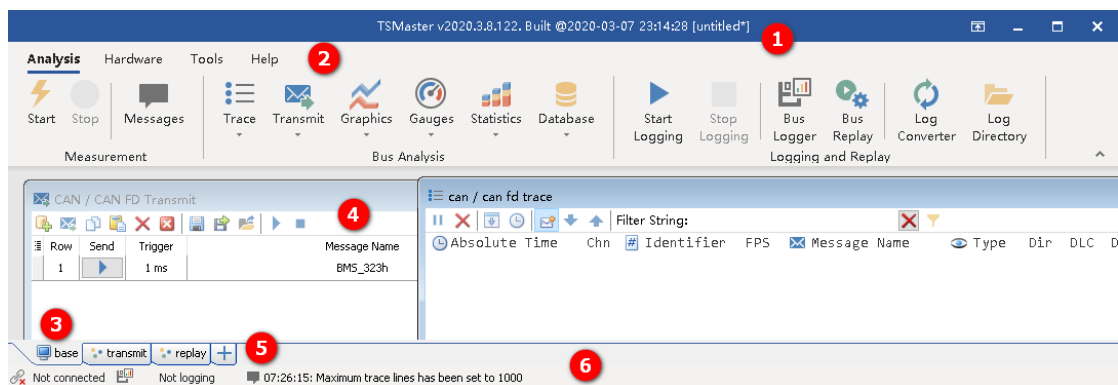 TSMaster v2020.3.8.122. Built @2020-03-07 23:14:28 [untitled*]
1
Analysis Hardware Tools Help
2
Start Stop Messages Trace Transmit Graphics Gauges Statistics Database Start Logging Stop Logging Bus Logger Bus Replay Log Converter Log Directory
Measurement Bus Analysis Logging and Replay
CAN / CAN FD Transmit
4
Row Send Trigger Message Name
1 1 ms BMS_323h
can / can fd trace
Filter String:
Absolute Time Chn # Identifier FPS Message Name Type Dir DLC D
3
base transmit replay
5
6
Not connected Not logging 07:26:15: Maximum trace lines has been set to 1000